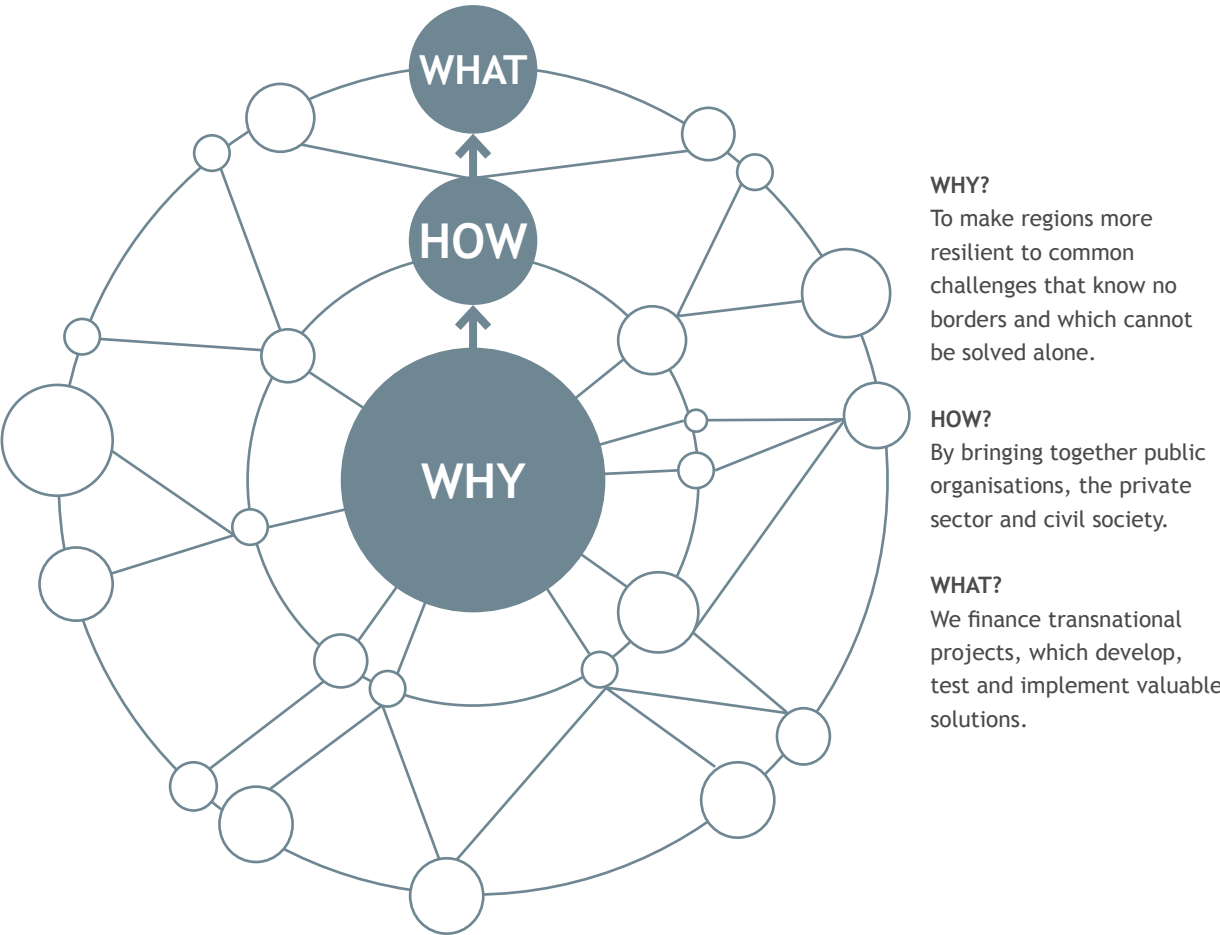 WHAT
HOW
WHY
WHY?
To make regions more
resilient to common
challenges that know no
borders and which cannot
be solved alone.
HOW?
By bringing together public
organisations, the private
sector and civil society.
WHAT?
We finance transnational
projects, which develop,
test and implement valuable
solutions.